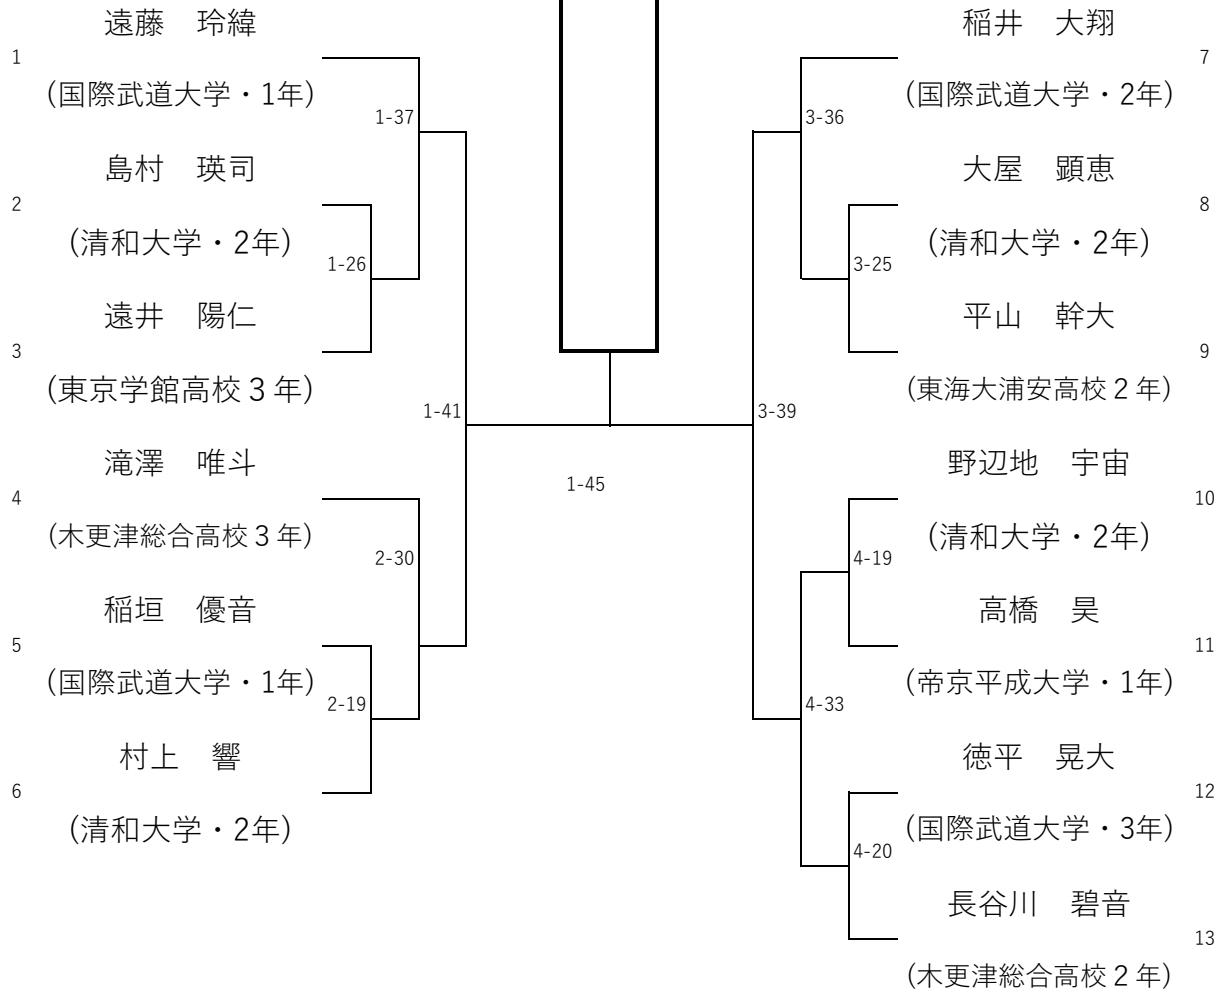 遠藤　玲緯
1
(国際武道大学・1年)
1-37
島村　瑛司
2
(清和大学・2年)
1-26
遠井　陽仁
3
(東京学館高校３年)
1-41
滝澤　唯斗
4
(木更津総合高校３年)
2-30
稲垣　優音
5
(国際武道大学・1年)
2-19
村上　響
6
(清和大学・2年)
1-45
稲井　大翔
7
(国際武道大学・2年)
3-36
大屋　顕恵
8
(清和大学・2年)
3-25
平山　幹大
9
(東海大浦安高校２年)
3-39
野辺地　宇宙
10
(清和大学・2年)
4-19
高橋　昊
11
(帝京平成大学・1年)
4-33
徳平　晃大
12
(国際武道大学・3年)
4-20
長谷川　碧音
13
(木更津総合高校２年)